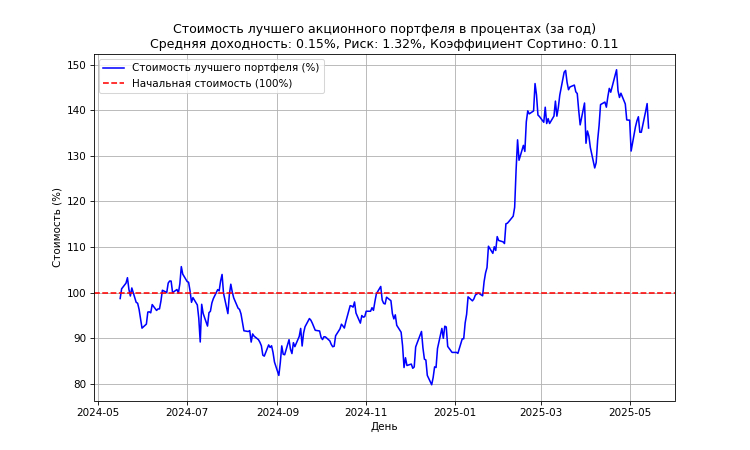 Стоимость лучшего акционного портфеля в процентах (за год)
Средняя доходность: 0.15%, Риск: 1.32%, Коэффициент Сортино: 0.11
Стоимость лучшего портфеля (%)
Начальная стоимость (100%)
Стоимость (%)
150
140
130
120
110
100
90
80
2024-05
2024-07
2024-09
2024-11
2025-01
2025-03
2025-05
День